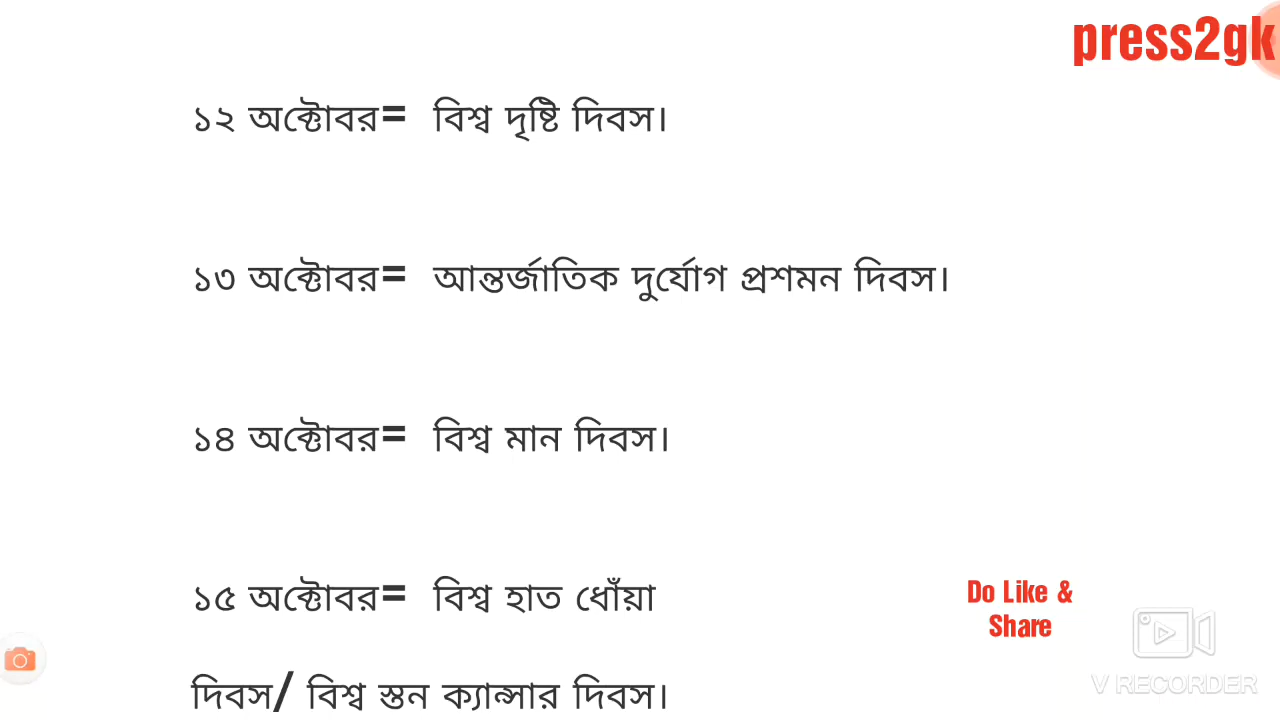 press2gk
১২ অক্টোবর= বিশ্ব দৃষ্টি দিবস।
১৩ অক্টোবর= আন্তর্জাতিক দুর্যোগ প্রশমন দিবস।
১৪ অক্টোবর= বিশ্ব মান দিবস।
১৫ অক্টোবর= বিশ্ব হাত ধোঁয়া
দিবস/ বিশ্ব স্তন ক্যান্সার দিবস।
Do Like &
Share
V RECORDER